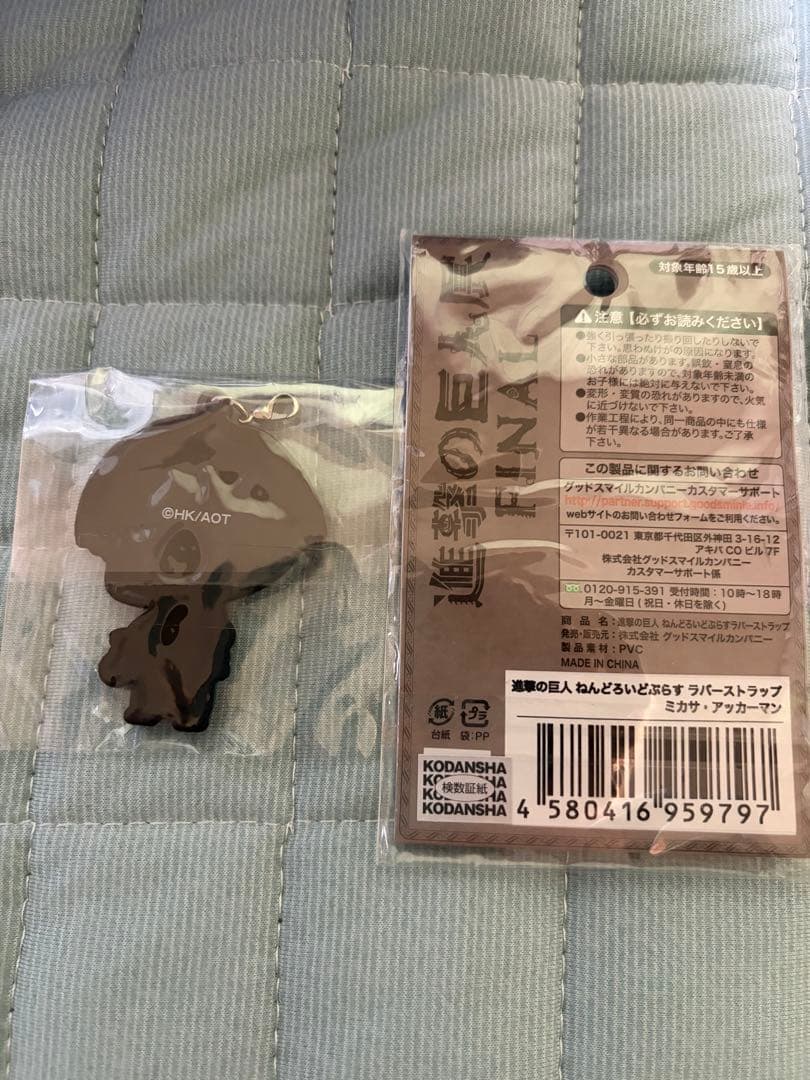 ©HK/AOT
進撃の巨人展
FINAL
対象年齢15歳以上
注意【必ずお読みください】
●強く引っ張ったり振り回したりしないで
下さい。思わぬけがの原因になります。
●小さな部品があります。誤飲・窒息の
恐れがありますので、対象年齢未満の
お子様には絶対に与えないで下さい。
●変形・変質の恐れがありますので、火気
に近づけないで下さい。
●作業工程により、同一商品の中にも仕様
が若干異なる場合があります。ご了承
下さい。
この製品に関するお問い合わせ
グッドスマイルカンパニーカスタマーサポート
http://partner.support.goodsmile.info/
webサイトのお問い合わせフォームをご利用ください。
〒101-0021 東京都千代田区外神田 3-16-12
アキバ CO ビル 7F
株式会社グッドスマイルカンパニー
カスタマーサポート係
0120-915-391 受付時間：10時～18時
月～金曜日（祝日・休日を除く）
商品名：進撃の巨人 ねんどろいどぷらすラバーストラップ
発売・販売元：株式会社 グッドスマイルカンパニー
製品素材：PVC
MADE IN CHINA
進撃の巨人 ねんどろいどぷらす ラバーストラップ
ミカサ・アッカーマン
紙 プラ
台紙 袋：PP
KODANSHA
検数証紙
KODANSHA
4 580416 959797